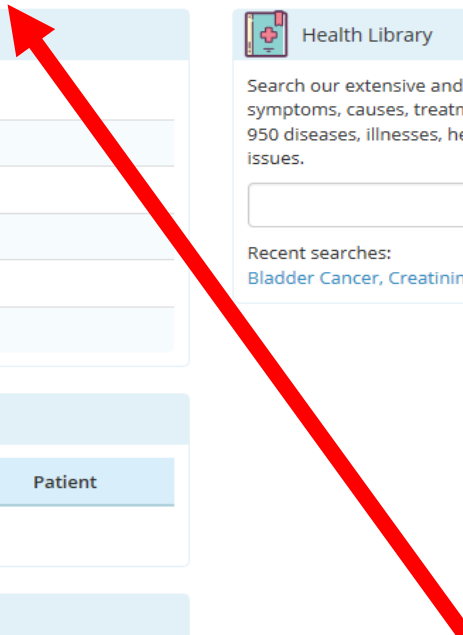 Health Library
Search our extensive and
symptoms, causes, treatm
950 diseases, illnesses, he
issues.
Recent searches:
Bladder Cancer, Creatinin
Patient